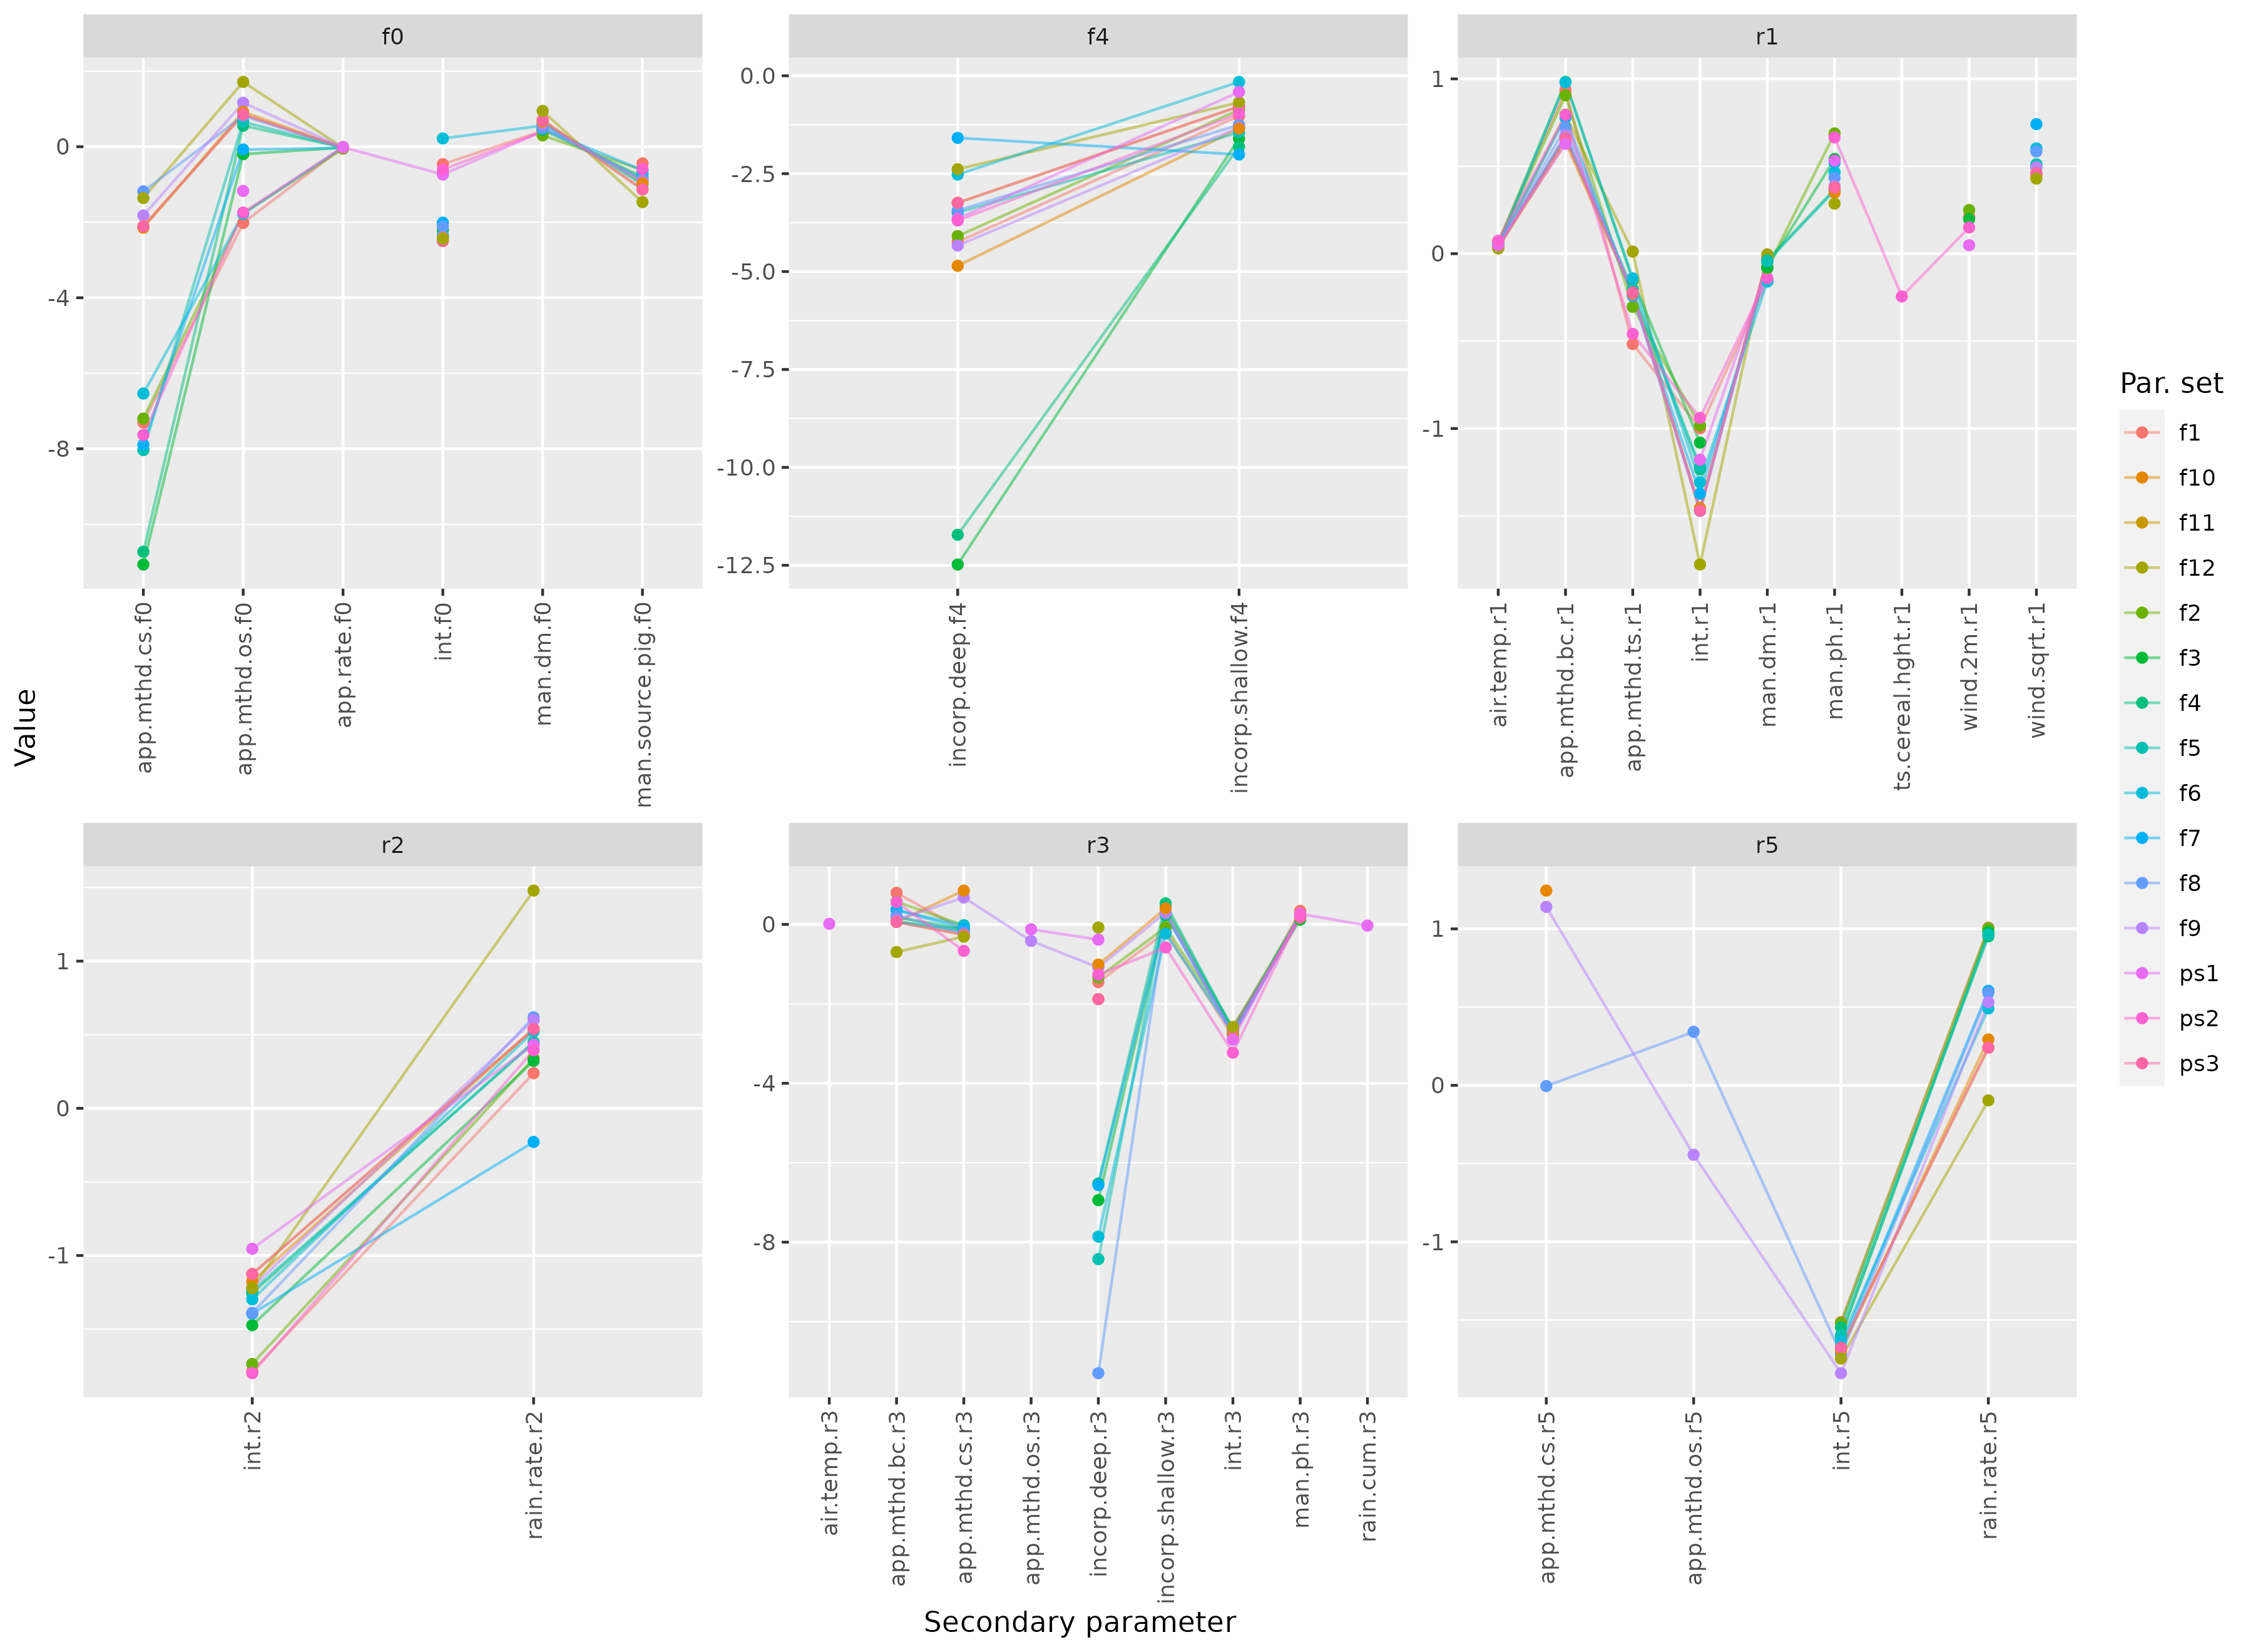 f0
f4
r1
0
-4
-8
0.0
-2.5
-5.0
-7.5
-10.0
-12.5
1
0
-1
app.mthd.cs.f0
app.mthd.os.f0
app.rate.f0
int.f0
man.dm.f0
man.source.pig.f0
incorp.deep.f4
incorp.shallow.f4
air.temp.r1
app.mthd.bc.r1
app.mthd.ts.r1
int.r1
man.dm.r1
man.ph.r1
ts.cereal.hght.r1
wind.2m.r1
wind.sqrt.r1
Value
r2
r3
r5
1
0
-1
0
-4
-8
1
0
-1
int.r2
rain.rate.r2
air.temp.r3
app.mthd.bc.r3
app.mthd.cs.r3
app.mthd.os.r3
incorp.deep.r3
incorp.shallow.r3
int.r3
man.ph.r3
rain.cum.r3
app.mthd.cs.r5
app.mthd.os.r5
int.r5
rain.rate.r5
Secondary parameter
Par. set
f1
f10
f11
f12
f2
f3
f4
f5
f6
f7
f8
f9
ps1
ps2
ps3